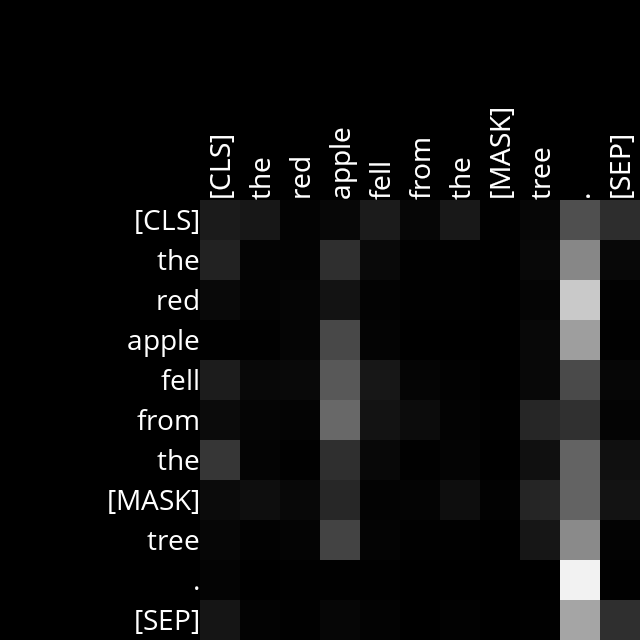 [CLS] the red apple fell from the [MASK] tree . [SEP]
[CLS]
the
red
apple
fell
from
the
[MASK]
tree
.
[SEP]